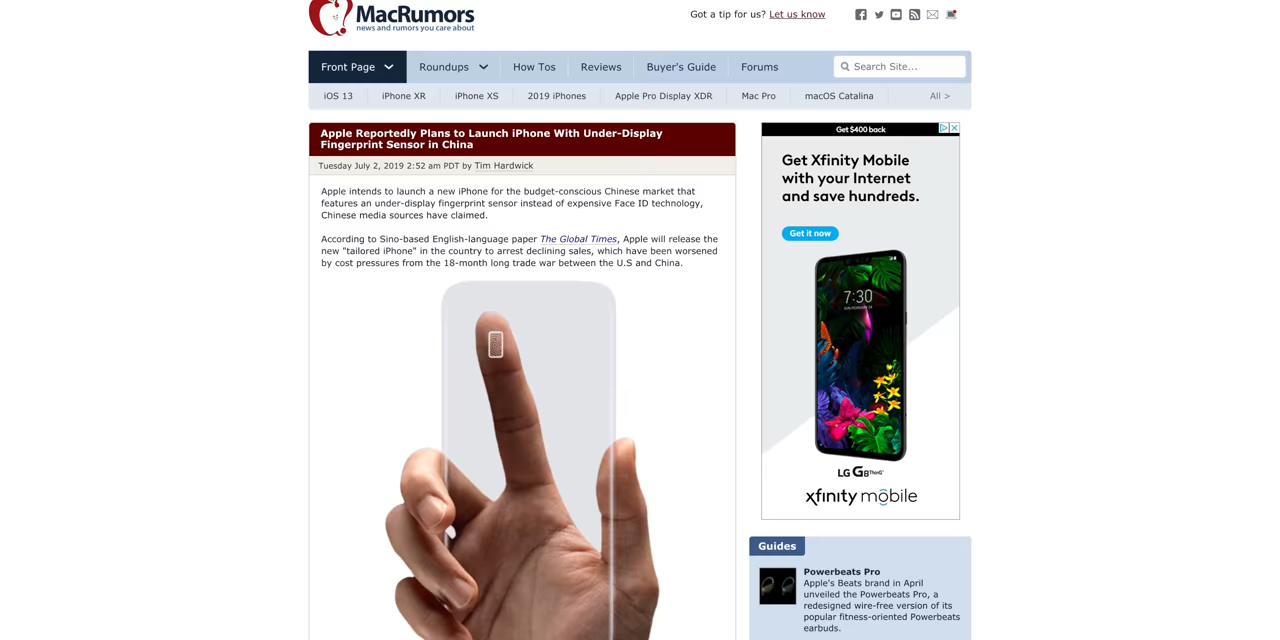 MacRumors
news and rumors you care about
Got a tip for us? Let us know
Front Page
Roundups
How Tos
Reviews
Buyer's Guide
Forums
Search Site...
iOS 13
iPhone XR
iPhone XS
2019 iPhones
Apple Pro Display XDR
Mac Pro
macOS Catalina
All >
Apple Reportedly Plans to Launch iPhone With Under-Display
Fingerprint Sensor in China
Tuesday July 2, 2019 2:52 am PDT by Tim Hardwick
Apple intends to launch a new iPhone for the budget-conscious Chinese market that
features an under-display fingerprint sensor instead of expensive Face ID technology,
Chinese media sources have claimed.
According to Sino-based English-language paper The Global Times, Apple will release the
new "tailored iPhone" in the country to arrest declining sales, which have been worsened
by cost pressures from the 18-month long trade war between the U.S and China.
Get $400 back
Get Xfinity Mobile
with your Internet
and save hundreds.
Get it now
7:30
LG G8 ThinQ
xfinity mobile
Guides
Powerbeats Pro
Apple's Beats brand in April
unveiled the Powerbeats Pro, a
redesigned wire-free version of its
popular fitness-oriented Powerbeats
earbuds.